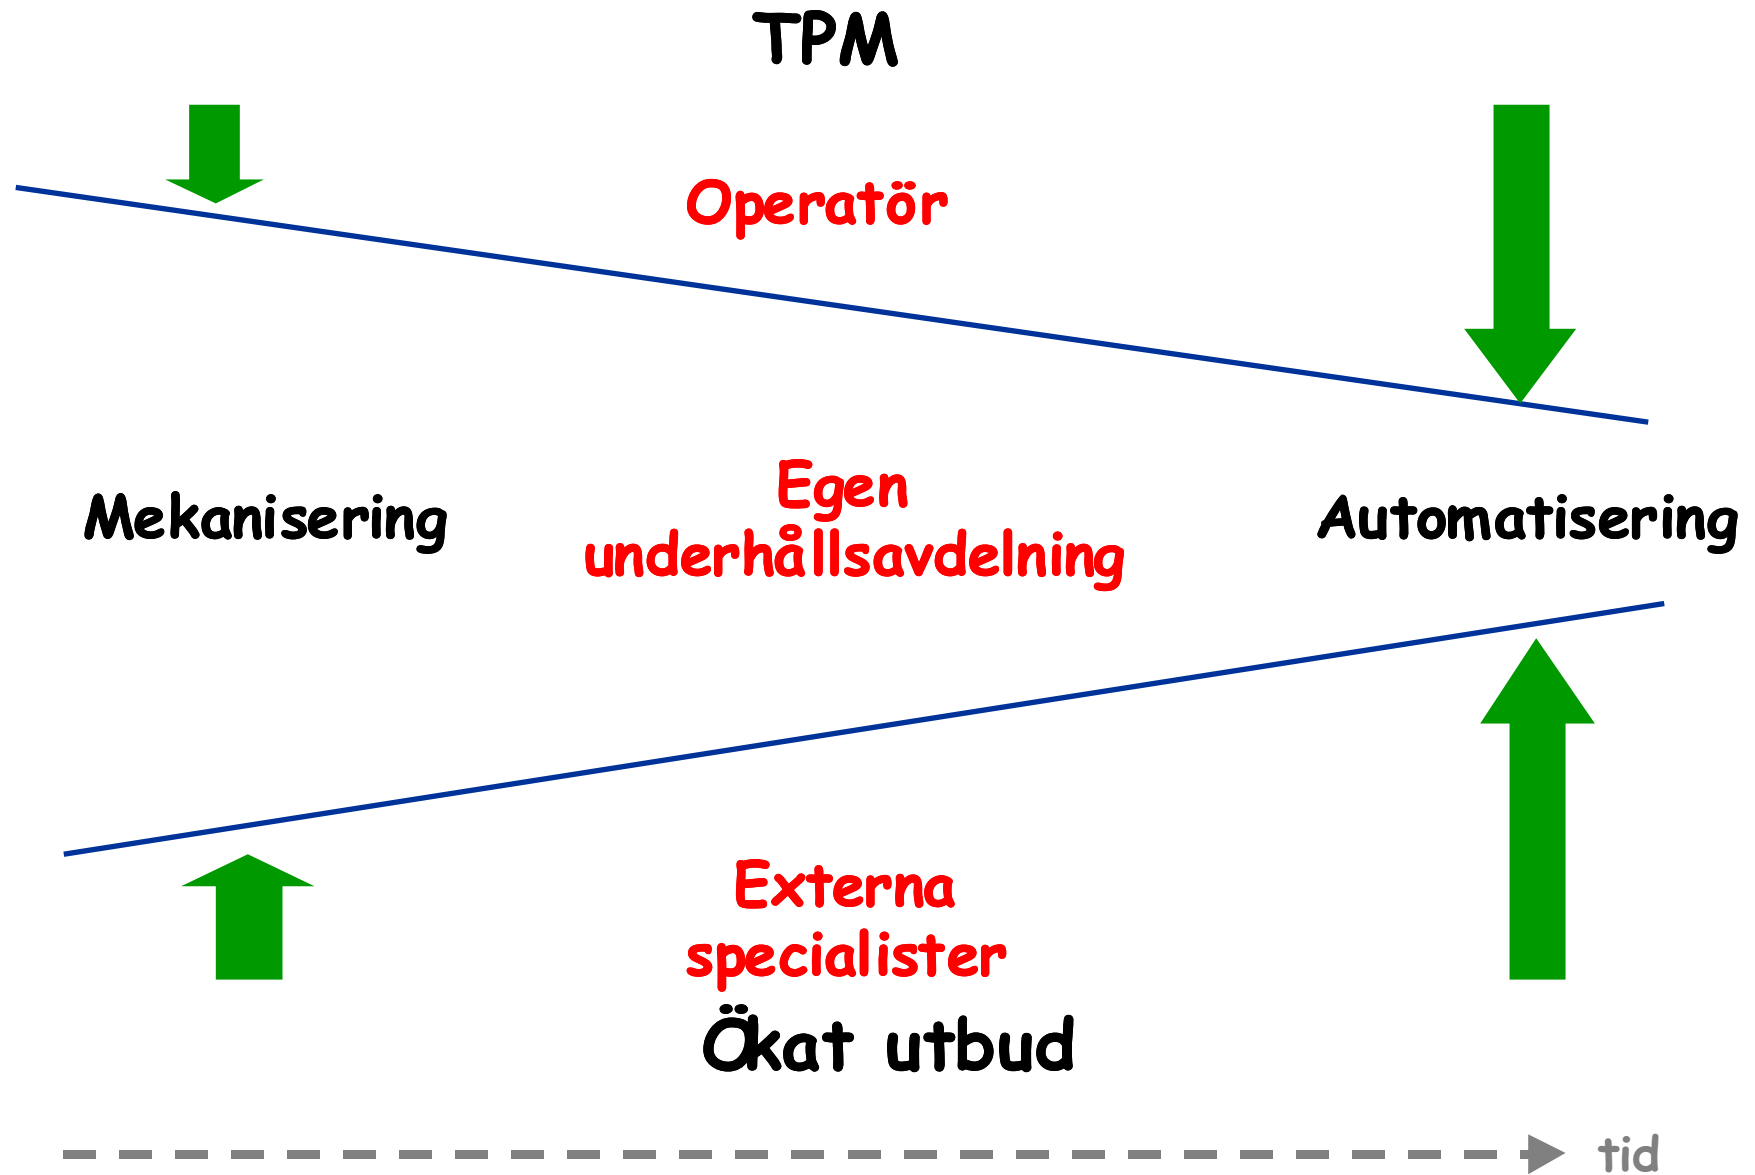 TPM
Operatör
Egen
underhållsavdelning
Mekanisering
Automatisering
Externa
specialister
Ökat utbud
tid